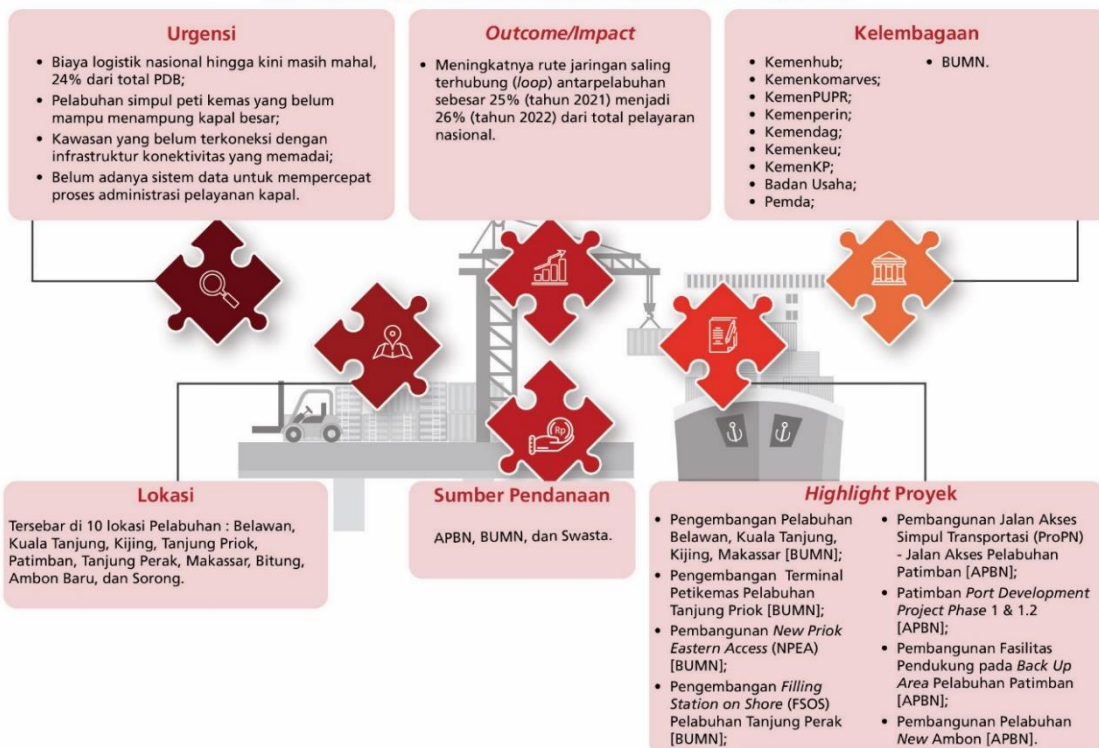 Urgensi
• Biaya logistik nasional hingga kini masih mahal,
24% dari total PDB;
• Pelabuhan simpul peti kemas yang belum
mampu menampung kapal besar;
• Kawasan yang belum terkoneksi dengan
infrastruktur konektivitas yang memadai;
• Belum adanya sistem data untuk mempercepat
proses administrasi pelayanan kapal.
Outcome/Impact
• Meningkatnya rute jaringan saling
terhubung (loop) antarpelabuhan
sebesar 25% (tahun 2021) menjadi
26% (tahun 2022) dari total pelayaran
nasional.
Kelembagaan
• Kemenhub;
• Kemenkomarves;
• KemenPUPR;
• Kemenperin;
• Kemendag;
• Kemenkeu;
• KemenKP;
• Badan Usaha;
• Pemda;
• BUMN.
Rp
Lokasi
Tersebar di 10 lokasi Pelabuhan : Belawan,
Kuala Tanjung, Kijing, Tanjung Priok,
Patimban, Tanjung Perak, Makassar, Bitung,
Ambon Baru, dan Sorong.
Sumber Pendanaan
APBN, BUMN, dan Swasta.
Highlight Proyek
• Pengembangan Pelabuhan
Belawan, Kuala Tanjung,
Kijing, Makassar [BUMN];
• Pengembangan Terminal
Petikemas Pelabuhan
Tanjung Priok [BUMN];
• Pembangunan New Priok
Eastern Access (NPEA)
[BUMN];
• Pengembangan Filling
Station on Shore (FSOS)
Pelabuhan Tanjung Perak
[BUMN];
• Pembangunan Jalan Akses
Simpul Transportasi (ProPN)
- Jalan Akses Pelabuhan
Patimban [APBN];
• Patimban Port Development
Project Phase 1 & 1.2
[APBN];
• Pembangunan Fasilitas
Pendukung pada Back Up
Area Pelabuhan Patimban
[APBN];
• Pembangunan Pelabuhan
New Ambon [APBN].